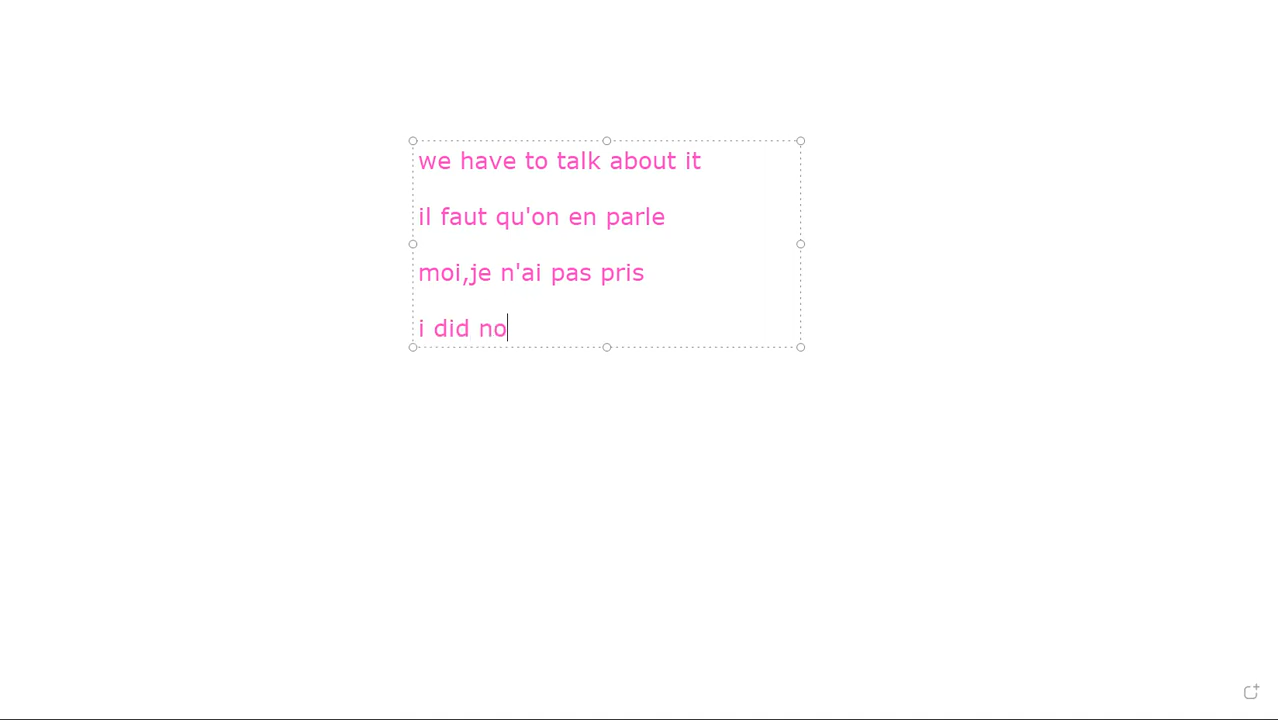 we have to talk about it
il faut qu'on en parle
moi,je n'ai pas pris
i did no